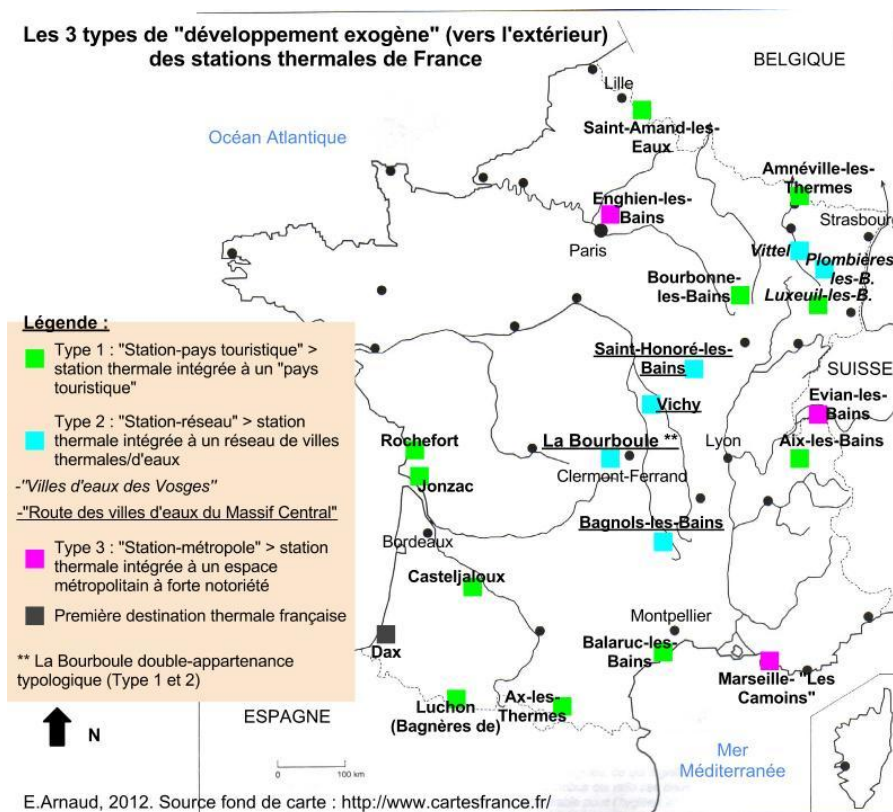 Les 3 types de "développement exogène" (vers l'extérieur)
des stations thermales de France
BELGIQUE
Lille
Océan Atlantique
Saint-Amand-les-
Eaux
Amnéville-les-
Thermes
Enghien-les-
Bains
Strasbourg
Paris
Vittel
Plombières
les-B.
Bourbonne-
les-Bains
Luxeuil-les-B.
Légende :
Type 1 : "Station-pays touristique" >
station thermale intégrée à un "pays
touristique"
Type 2 : "Station-réseau" > station
thermale intégrée à un réseau de villes
thermales/d'eaux
-"Villes d'eaux des Vosges"
-"Route des villes d'eaux du Massif Central"
Type 3 : "Station-métropole" > station
thermale intégrée à un espace
métropolitain à forte notoriété
Première destination thermale française
Dax
** La Bourboule double-appartenance
typologique (Type 1 et 2)
Saint-Honoré-les-
Bains
SUISSE
Vichy
Evian-les-
Bains
Rochefort
La Bourboule **
Lyon
Aix-les-Bains
Clermont-Ferrand
Jonzac
Bagnols-les-Bains
Bordeaux
Casteljaloux
Montpellier
Balaruc-les-
Bains
Marseille- "Les
Camoins"
Luchon
(Bagnères de)
Ax-les-
Thermes
ESPAGNE
N
Mer
Méditerranée
0 100 km
E.Arnaud, 2012. Source fond de carte : http://www.cartesfrance.fr/